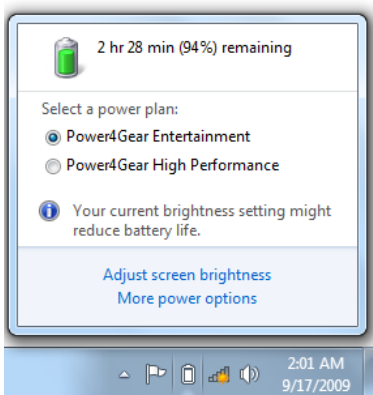 2 hr 28 min (94%) remaining
Select a power plan:
Power4Gear Entertainment
Power4Gear High Performance
Your current brightness setting might
reduce battery life.
Adjust screen brightness
More power options
2:01 AM
9/17/2009